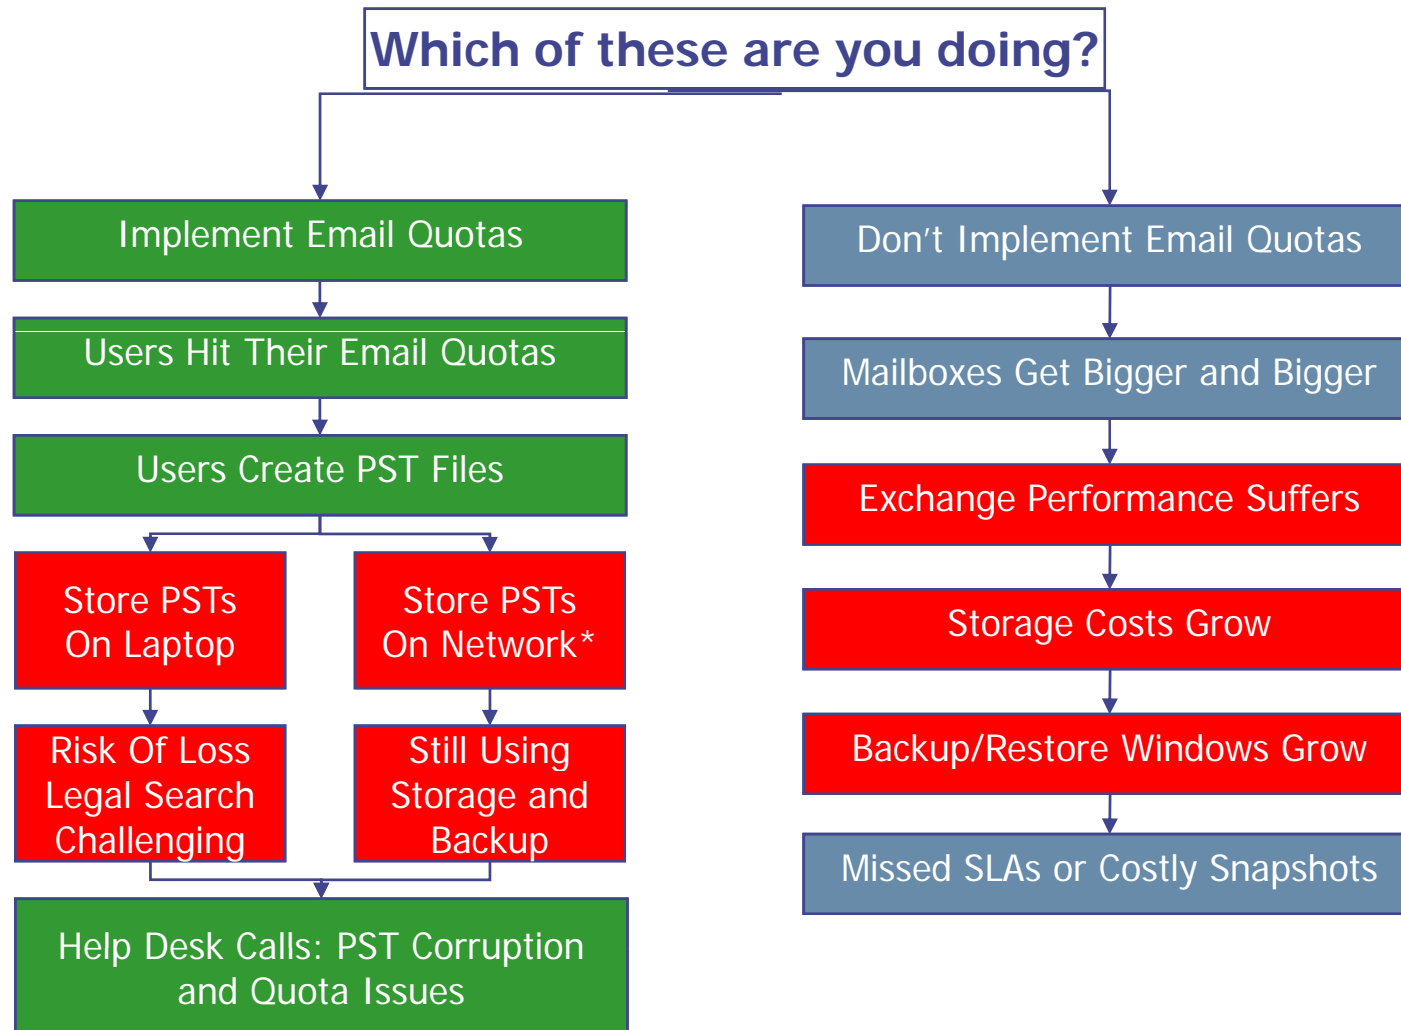 Which of these are you doing?
Implement Email Quotas
Users Hit Their Email Quotas
Users Create PST Files
Store PSTs
On Laptop
Store PSTs
On Network*
Risk Of Loss
Legal Search
Challenging
Still Using
Storage and
Backup
Help Desk Calls: PST Corruption
and Quota Issues
Don't Implement Email Quotas
Mailboxes Get Bigger and Bigger
Exchange Performance Suffers
Storage Costs Grow
Backup/Restore Windows Grow
Missed SLAs or Costly Snapshots